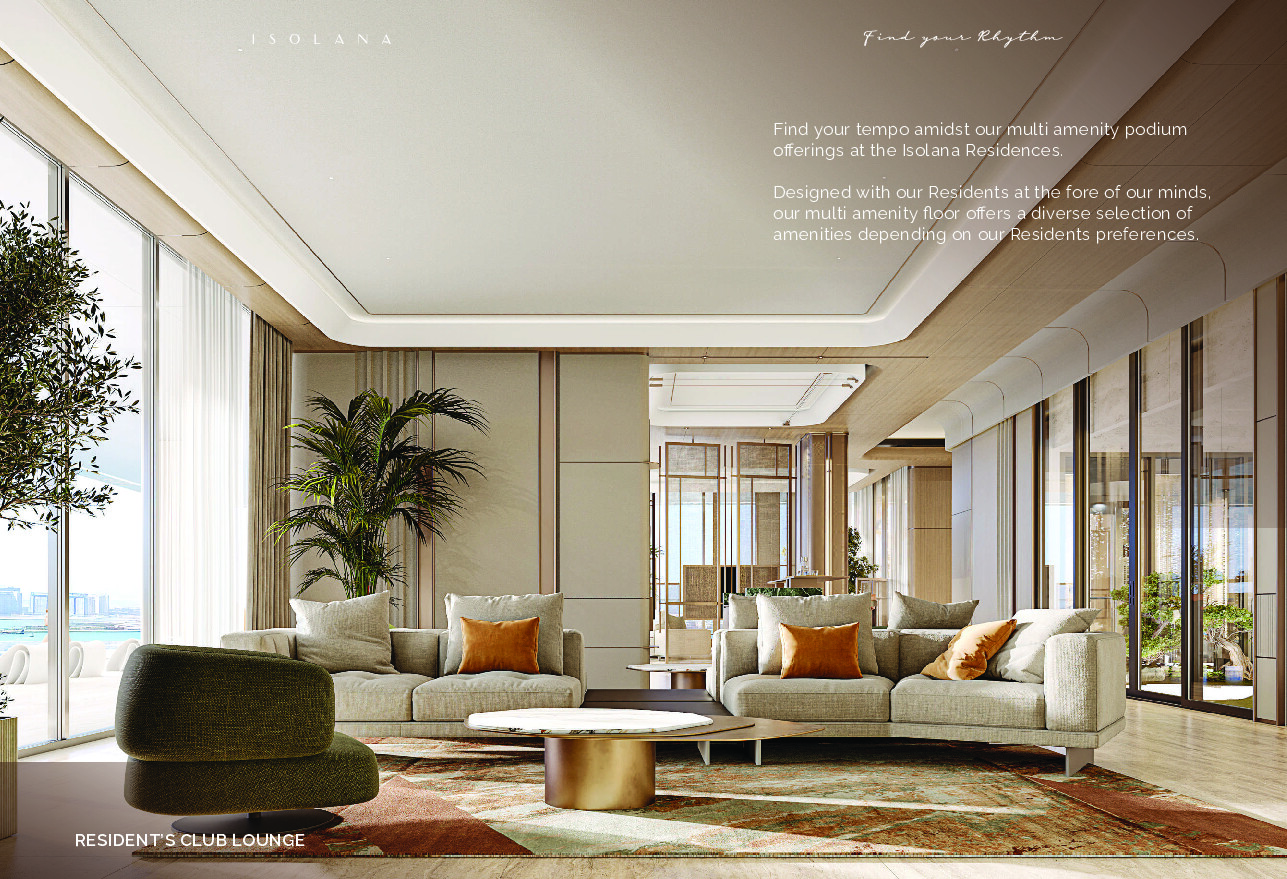 ISOLANA
Find your Rhythm
Find your tempo amidst our multi amenity podium
offerings at the Isolana Residences.
Designed with our Residents at the fore of our minds,
our multi amenity floor offers a diverse selection of
amenities depending on our Residents preferences.
RESIDENT'S CLUB LOUNGE